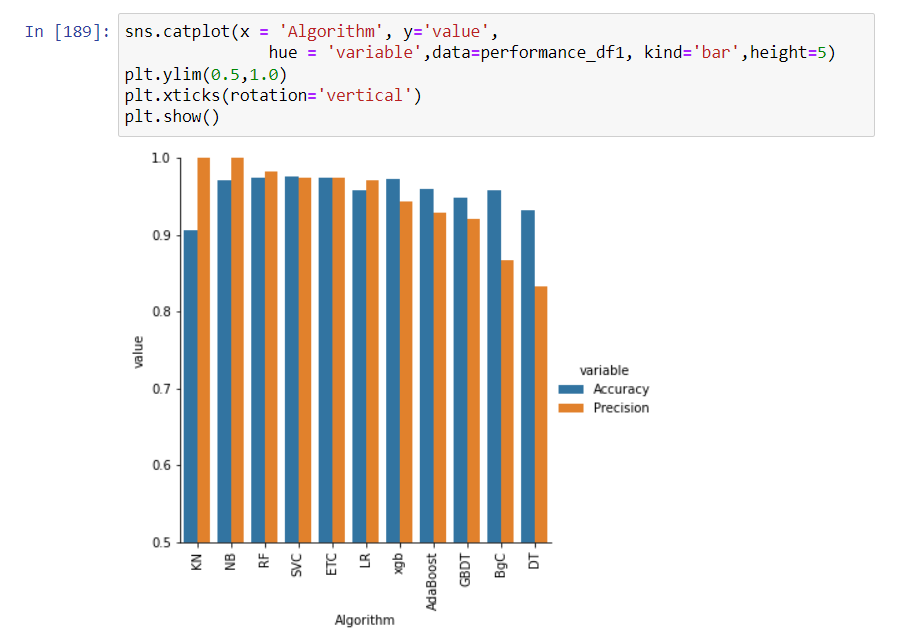 In [189]: sns.catplot(x = 'Algorithm', y='value',
hue = 'variable',data=performance_df1, kind='bar',height=5)
plt.ylim(0.5,1.0)
plt.xticks(rotation='vertical')
plt.show()
1.0
0.9
0.8
0.7
0.6
0.5
value
KN
NB
RF
SVC
ETC
LR
xgb
AdaBoost
GBDT
BgC
DT
Algorithm
variable
Accuracy
Precision